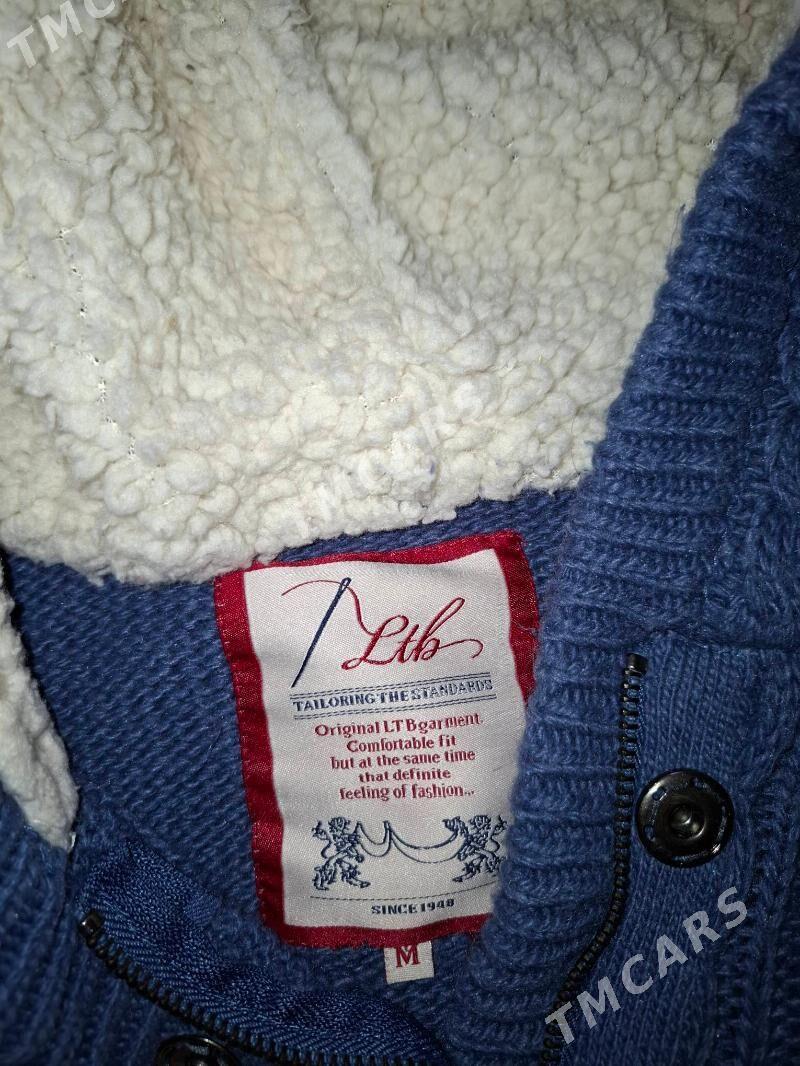 TMCARS
TMCARS
Ltb
TAILORING THE STANDARDS
Original LTB garment.
Comfortable fit
but at the same time
that definite
feeling of fashion...
SINCE 1948
M
TMCARS